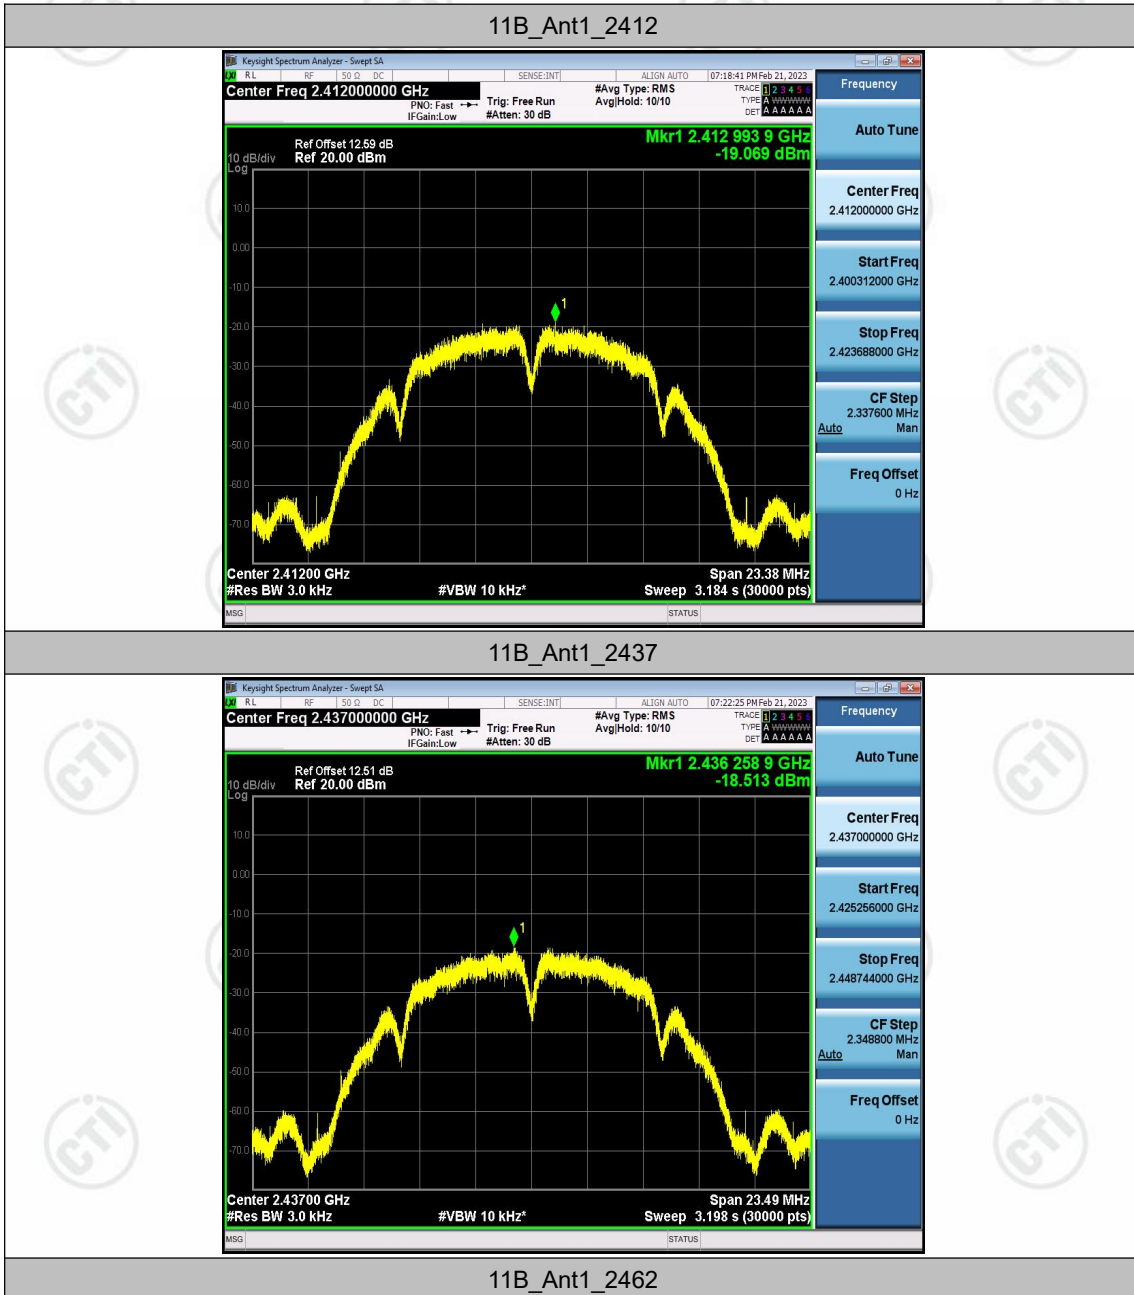 11B_Ant1_2412
Keysight Spectrum Analyzer - Swept SA
LXI RL RF 50 Ω DC SENSE:INT ALIGN AUTO 07:18:41 PM Feb 21, 2023
Center Freq 2.412000000 GHz
PNO: Fast
IFGain:Low
Trig: Free Run
#Atten: 30 dB
#Avg Type: RMS
Avg|Hold: 10/10
TRACE 1 2 3 4 5 6
TYPE A WWWWW
DET A A A A A A
Mkr1 2.412 993 9 GHz
-19.069 dBm
Ref Offset 12.59 dB
10 dB/div Ref 20.00 dBm
Log
10.0
0.00
-10.0
-20.0
-30.0
-40.0
-50.0
-60.0
-70.0
1
Center 2.41200 GHz Span 23.38 MHz
#Res BW 3.0 kHz #VBW 10 kHz* Sweep 3.184 s (30000 pts)
MSG STATUS
Frequency
Auto Tune
Center Freq
2.412000000 GHz
Start Freq
2.400312000 GHz
Stop Freq
2.423688000 GHz
CF Step
2.337600 MHz
Auto Man
Freq Offset
0 Hz
11B_Ant1_2437
Keysight Spectrum Analyzer - Swept SA
LXI RL RF 50 Ω DC SENSE:INT ALIGN AUTO 07:22:25 PM Feb 21, 2023
Center Freq 2.437000000 GHz
PNO: Fast
IFGain:Low
Trig: Free Run
#Atten: 30 dB
#Avg Type: RMS
Avg|Hold: 10/10
TRACE 1 2 3 4 5 6
TYPE A WWWWW
DET A A A A A A
Mkr1 2.436 258 9 GHz
-18.513 dBm
Ref Offset 12.51 dB
10 dB/div Ref 20.00 dBm
Log
10.0
0.00
-10.0
-20.0
-30.0
-40.0
-50.0
-60.0
-70.0
1
Center 2.43700 GHz Span 23.49 MHz
#Res BW 3.0 kHz #VBW 10 kHz* Sweep 3.198 s (30000 pts)
MSG STATUS
Frequency
Auto Tune
Center Freq
2.437000000 GHz
Start Freq
2.425256000 GHz
Stop Freq
2.448744000 GHz
CF Step
2.348800 MHz
Auto Man
Freq Offset
0 Hz
11B_Ant1_2462
CTI
CTI
CTI
CTI
CTI
CTI